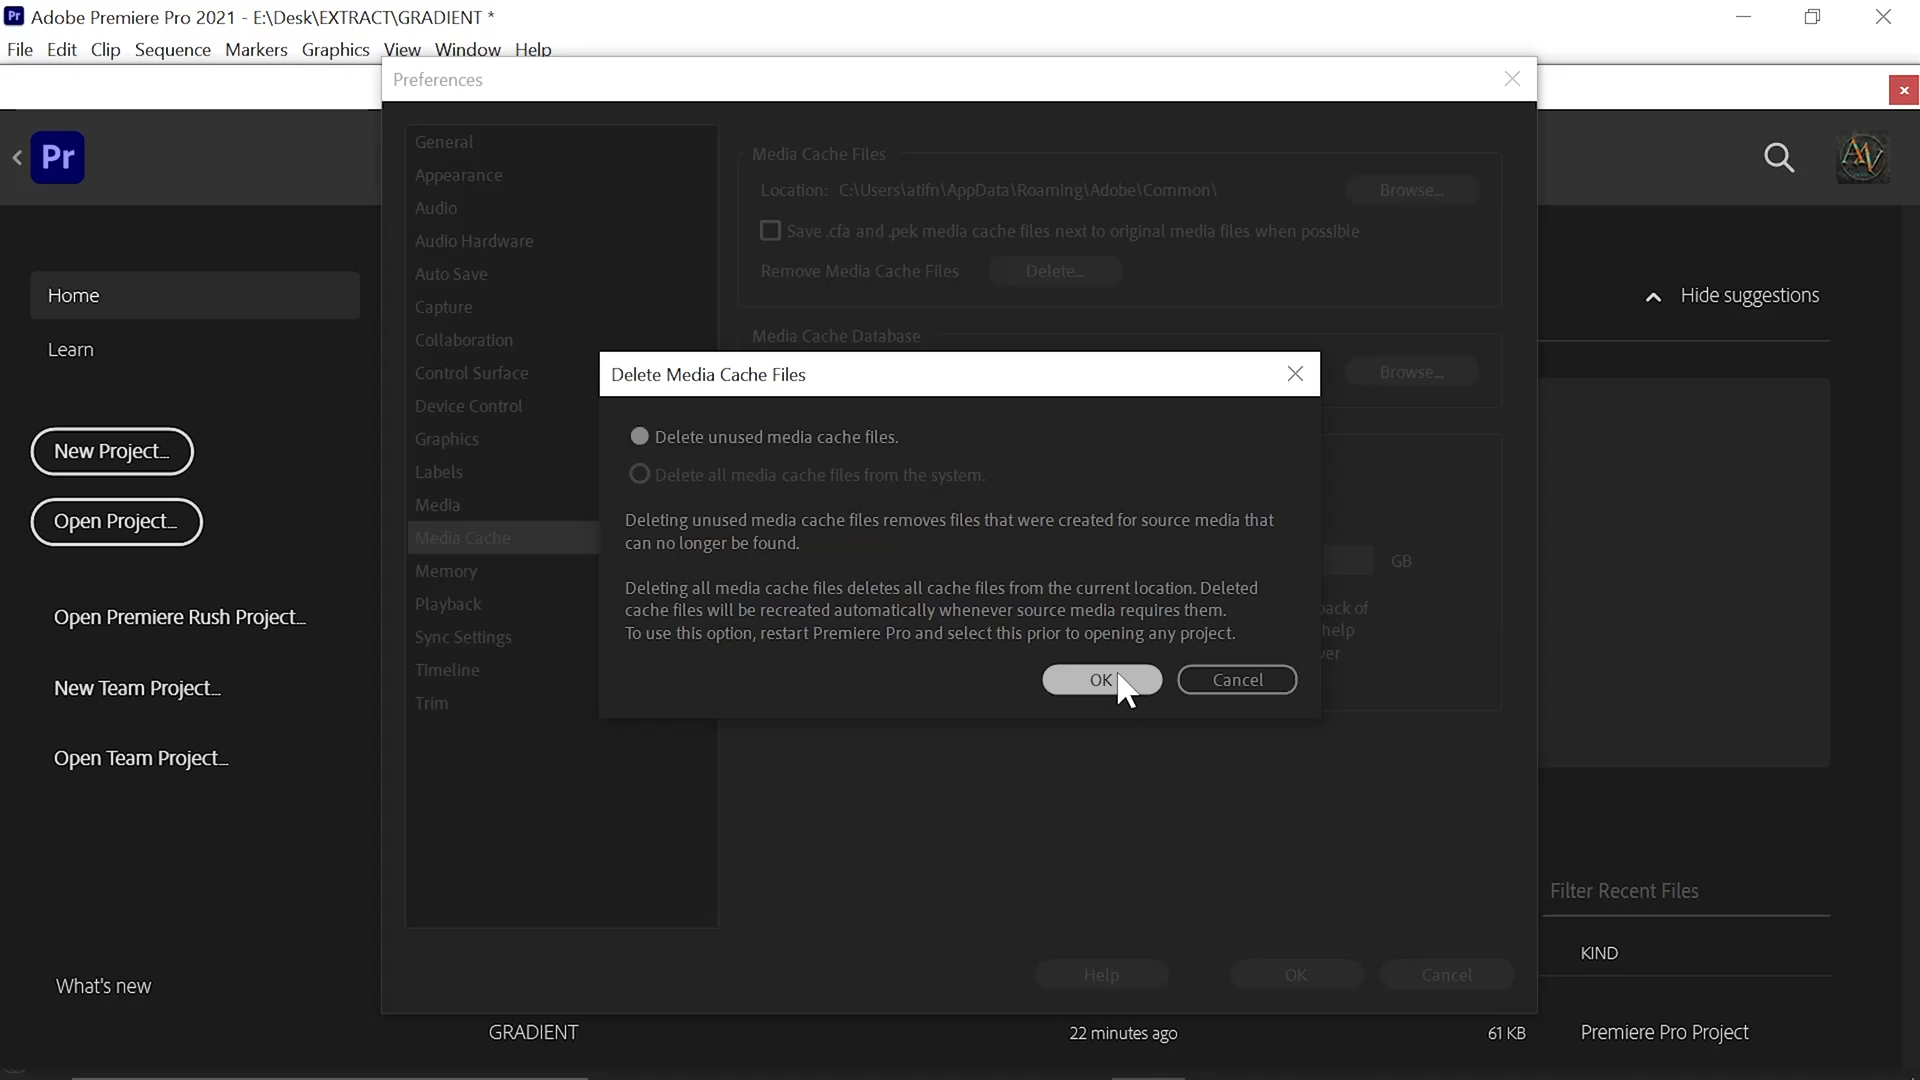 Adobe Premiere Pro 2021 - E:\Desk\EXTRACT\GRADIENT *
File Edit Clip Sequence Markers Graphics View Window Help
Preferences
Pr
Home
Learn
New Project...
Open Project...
Open Premiere Rush Project...
New Team Project...
Open Team Project...
What's new
General
Appearance
Audio
Audio Hardware
Auto Save
Capture
Collaboration
Control Surface
Device Control
Graphics
Labels
Media
Media Cache
Memory
Playback
Sync Settings
Timeline
Trim
Media Cache Files
Location: C:\Users\atifn\AppData\Roaming\Adobe\Common\
Browse...
Save .cfa and .pek media cache files next to original media files when possible
Remove Media Cache Files
Delete...
Media Cache Database
Browse...
Delete Media Cache Files
Delete unused media cache files.
Delete all media cache files from the system.
Deleting unused media cache files removes files that were created for source media that
can no longer be found.
Deleting all media cache files deletes all cache files from the current location. Deleted
cache files will be recreated automatically whenever source media requires them.
To use this option, restart Premiere Pro and select this prior to opening any project.
OK
Cancel
GB
back of
help
Help
OK
Cancel
Hide suggestions
Filter Recent Files
KIND
GRADIENT
22 minutes ago
61 KB
Premiere Pro Project